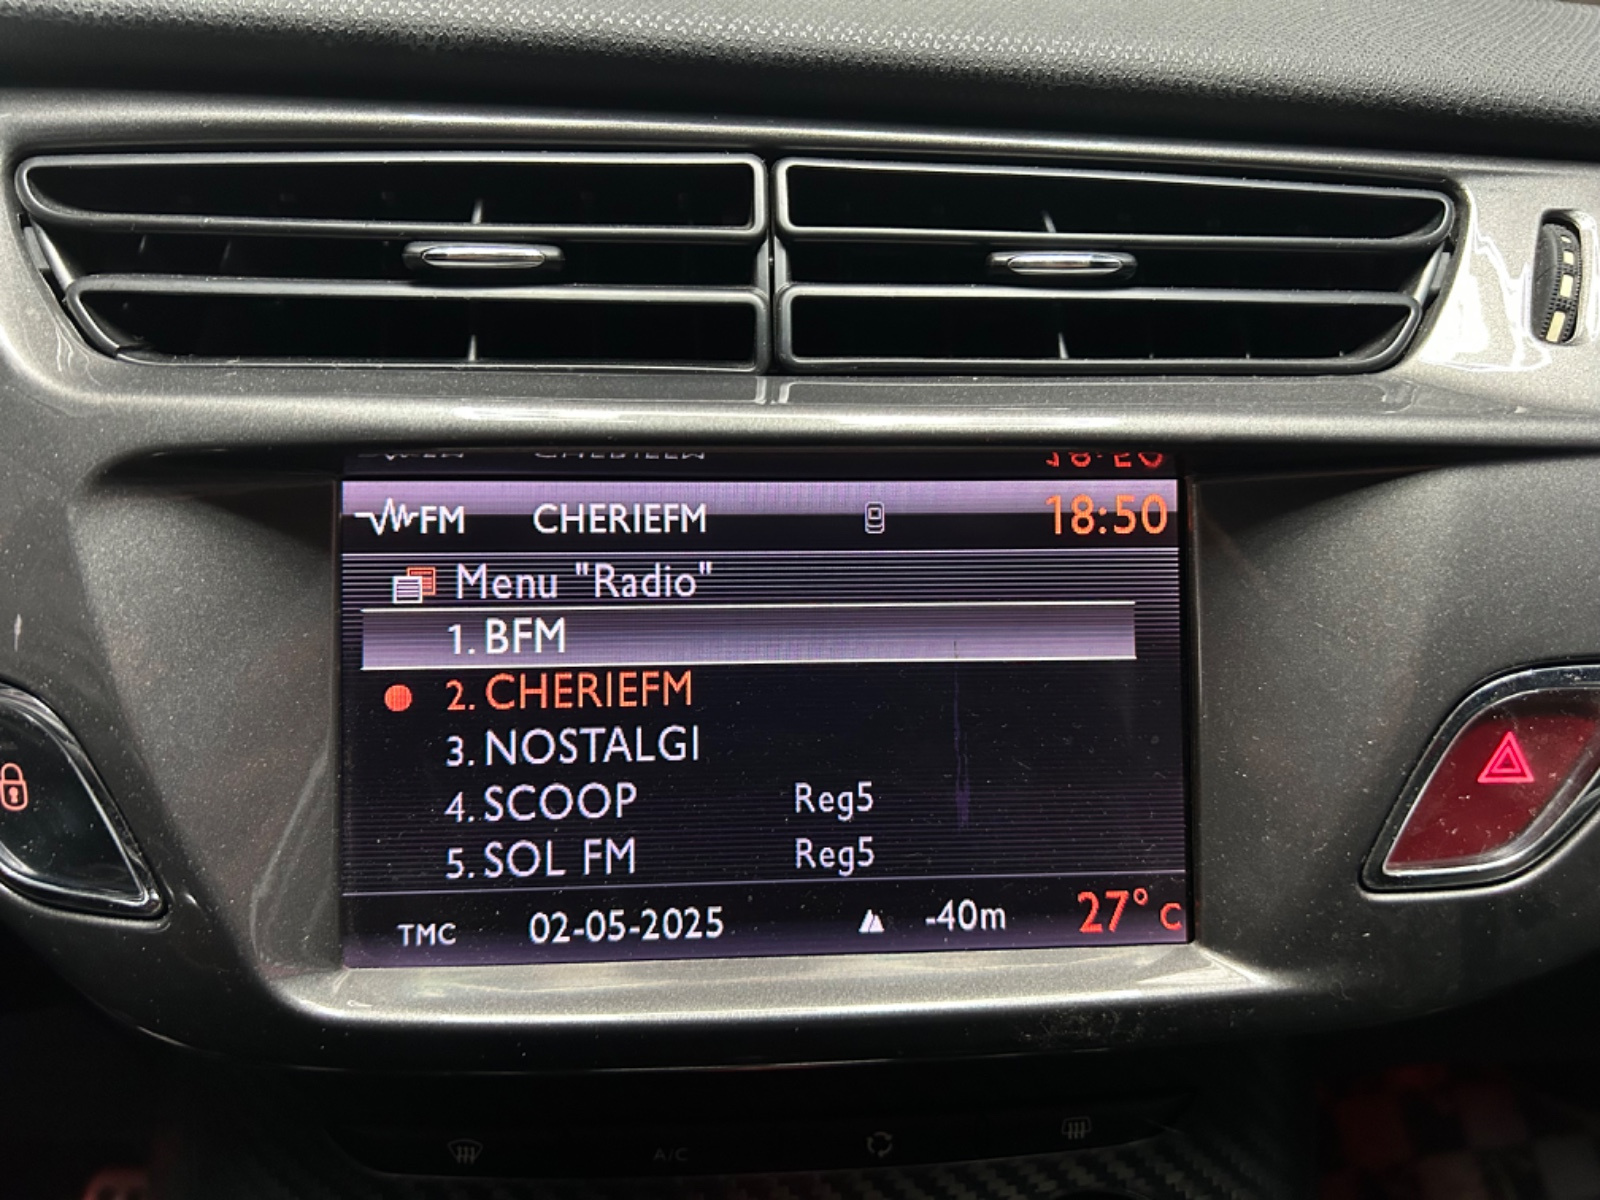 FM CHERIEFM 18:50
Menu "Radio"
1. BFM
2. CHERIEFM
3. NOSTALGI
4. SCOOP Reg5
5. SOL FM Reg5
TMC 02-05-2025 -40m 27° C
A/C